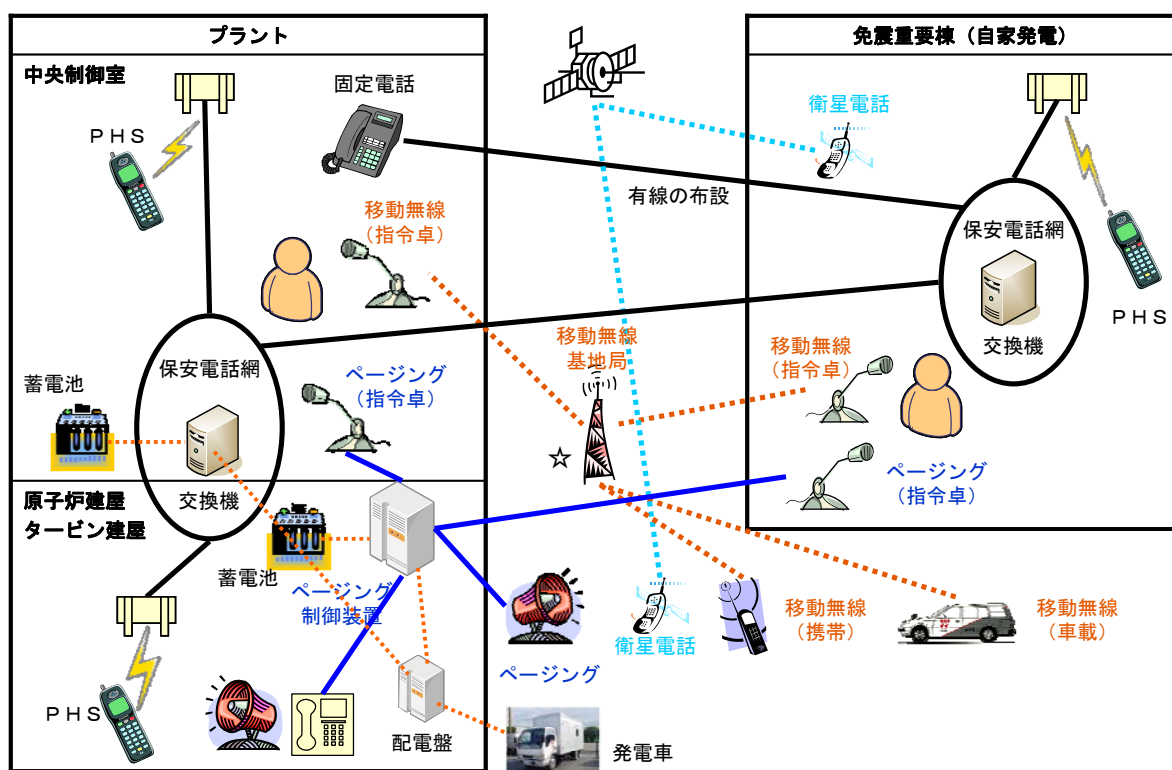 プラント
中央制御室
固定電話
ＰＨＳ
移動無線
（指令卓）
保安電話網
蓄電池
交換機
ページング
（指令卓）
原子炉建屋
タービン建屋
蓄電池
ページング
制御装置
ＰＨＳ
配電盤
有線の布設
移動無線
基地局
☆
ページング
衛星電話
移動無線
（携帯）
移動無線
（車載）
発電車
免震重要棟（自家発電）
衛星電話
保安電話網
交換機
ＰＨＳ
移動無線
（指令卓）
ページング
（指令卓）